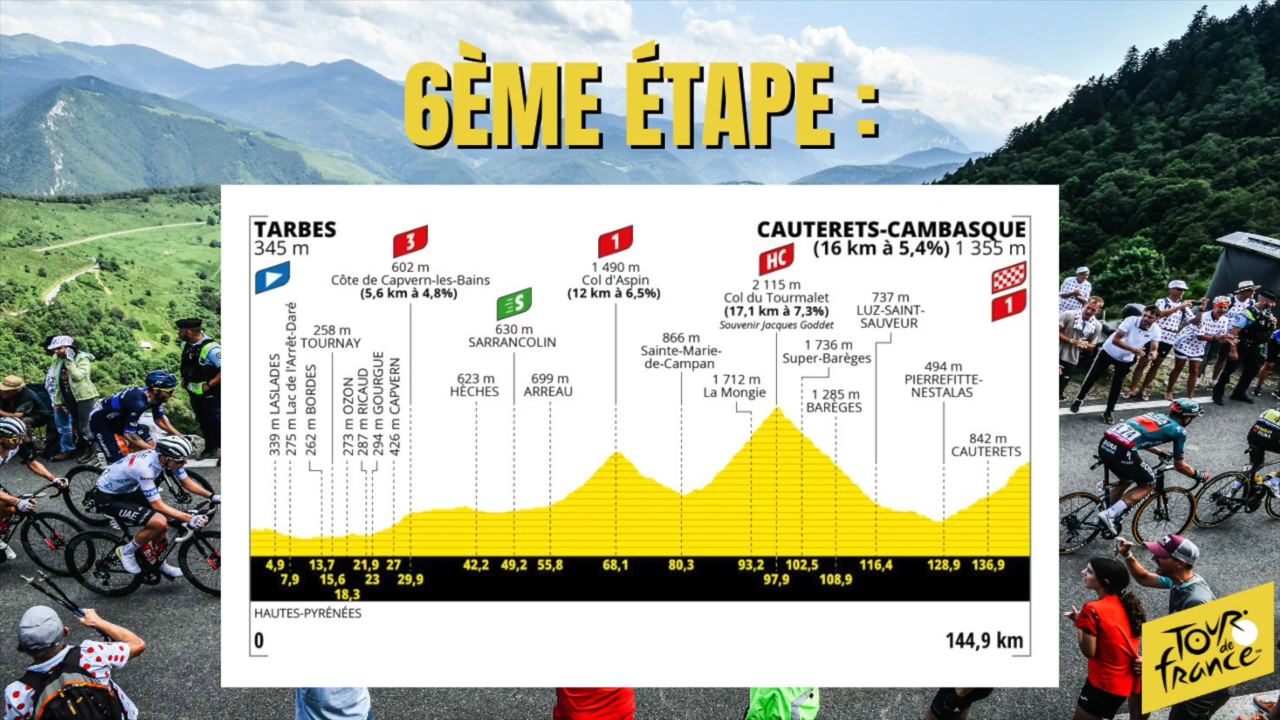 6ÈME ÉTAPE :
TARBES
345 m
3
602 m
Côte de Capvern-les-Bains
(5,6 km à 4,8%)
S
630 m
SARRANCOLIN
1
1 490 m
Col d'Aspin
(12 km à 6,5%)
HC
2 115 m
Col du Tourmalet
(17,1 km à 7,3%)
Souvenir Jacques Goddet
CAUTERETS-CAMBASQUE
(16 km à 5,4%) 1 355 m
1
339 m LASLADES
275 m Lac de l'Arrêt-Darré
262 m BORDES
258 m
TOURNAY
273 m OZON
287 m RICAUD
294 m GOURGUE
426 m CAPVERN
623 m
HÈCHES
699 m
ARREAU
866 m
Sainte-Marie-
de-Campan
1 712 m
La Mongie
1 736 m
Super-Barèges
1 285 m
BARÈGES
737 m
LUZ-SAINT-
SAUVEUR
494 m
PIERREFITTE-
NESTALAS
842 m
CAUTERETS
4,9 13,7 21,9 27 42,2 49,2 55,8 68,1 80,3 93,2 102,5 116,4 128,9 136,9
7,9 15,6 23 29,9 97,9 108,9
18,3
HAUTES-PYRÉNÉES
0
144,9 km
UAE
TOUR
de
FRANCE